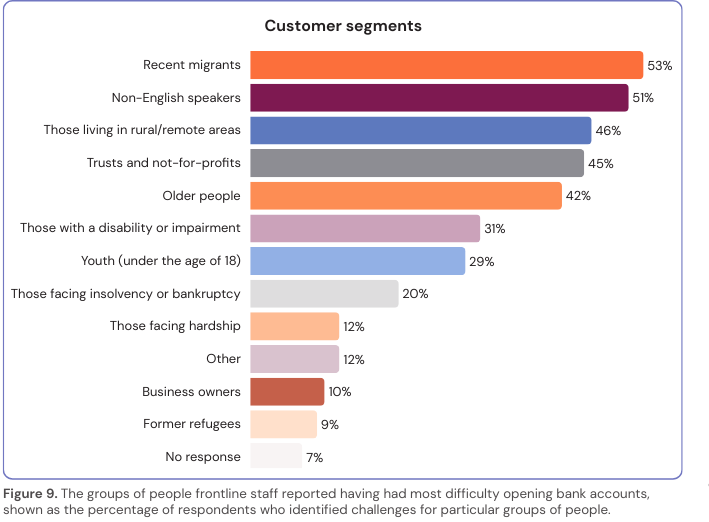 Customer segments
Recent migrants 53%
Non-English speakers 51%
Those living in rural/remote areas 46%
Trusts and not-for-profits 45%
Older people 42%
Those with a disability or impairment 31%
Youth (under the age of 18) 29%
Those facing insolvency or bankruptcy 20%
Those facing hardship 12%
Other 12%
Business owners 10%
Former refugees 9%
No response 7%
Figure 9. The groups of people frontline staff reported having had most difficulty opening bank accounts,
shown as the percentage of respondents who identified challenges for particular groups of people.